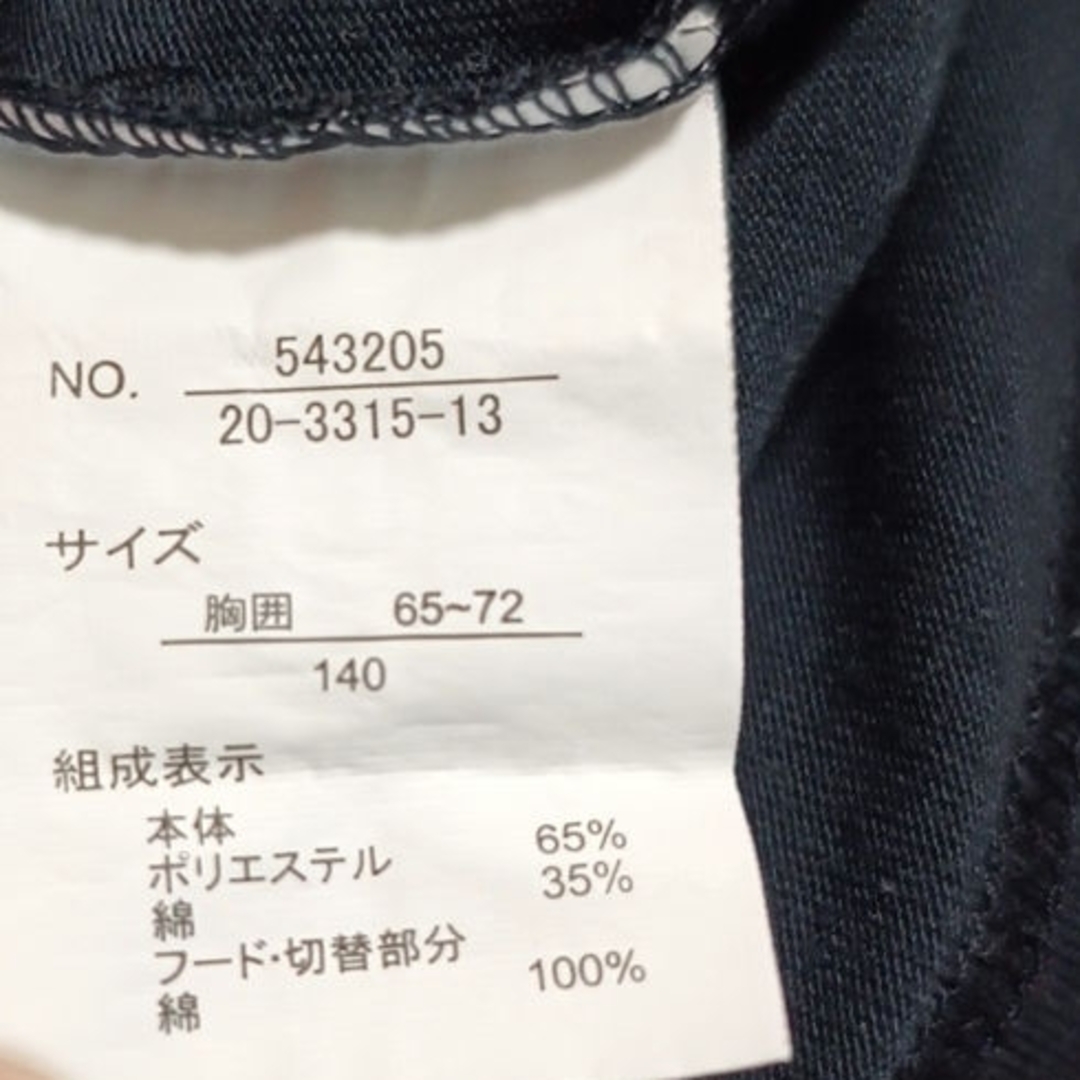 NO. 543205
20-3315-13
サイズ
胸囲 65~72
140
組成表示
本体
ポリエステル 65%
綿 35%
フード・切替部分
綿 100%